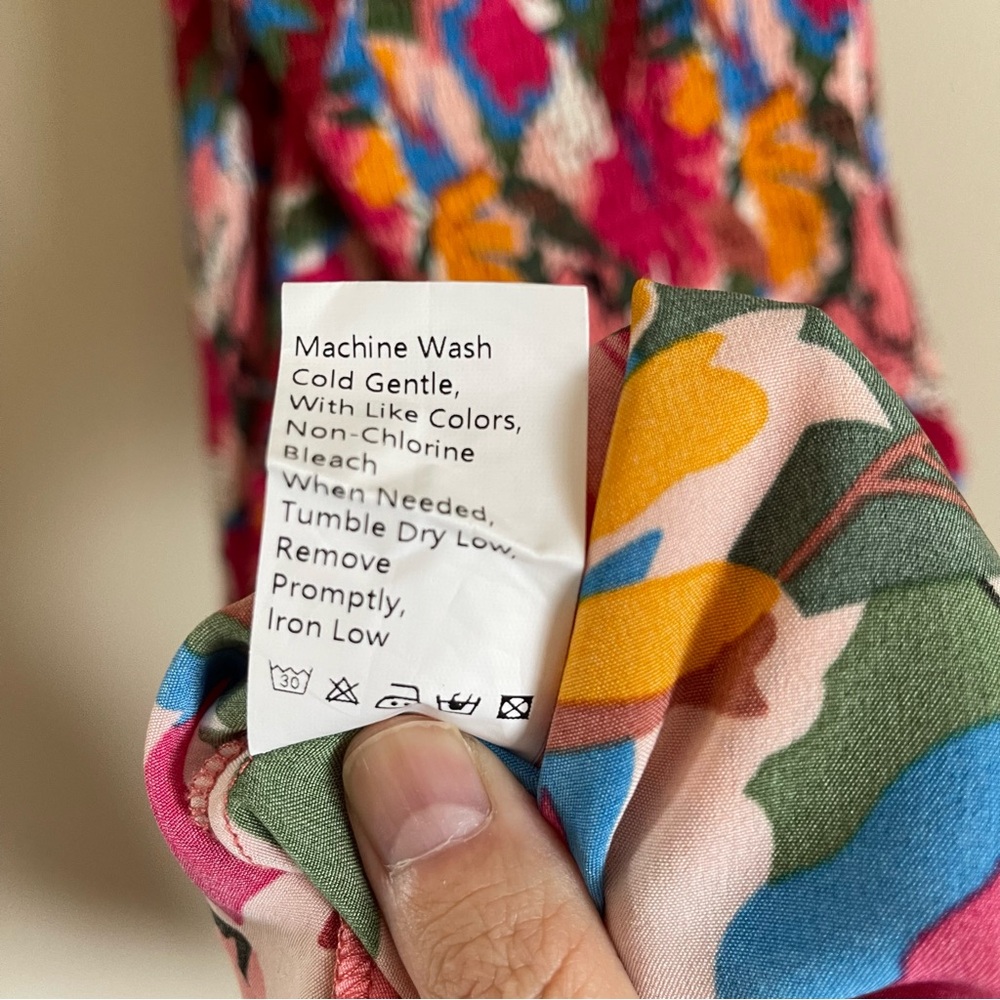 Machine Wash
Cold Gentle,
With Like Colors,
Non-Chlorine
Bleach
When Needed,
Tumble Dry Low,
Remove
Promptly,
Iron Low
30